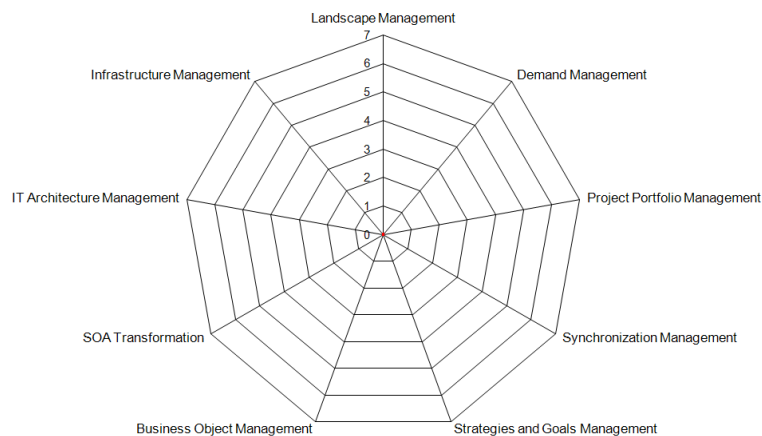 Landscape Management
7
Infrastructure Management
Demand Management
6
5
4
3
IT Architecture Management
2
Project Portfolio Management
1
0
SOA Transformation
Synchronization Management
Business Object Management
Strategies and Goals Management